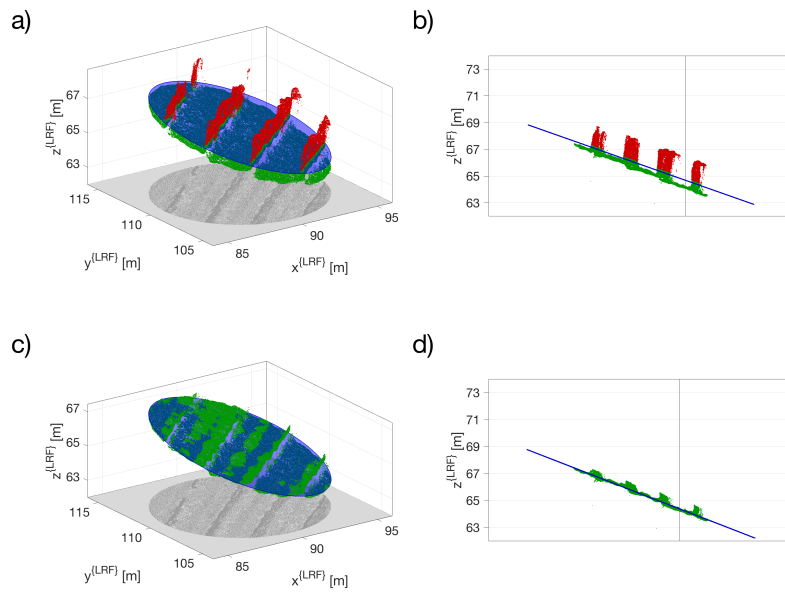 a)
67
65
63
z{LRF} [m]
115
110
105
y{LRF} [m]
85
90
95
x{LRF} [m]
b)
73
71
69
67
65
63
z{LRF} [m]
c)
67
65
63
z{LRF} [m]
115
110
105
y{LRF} [m]
85
90
95
x{LRF} [m]
d)
73
71
69
67
65
63
z{LRF} [m]